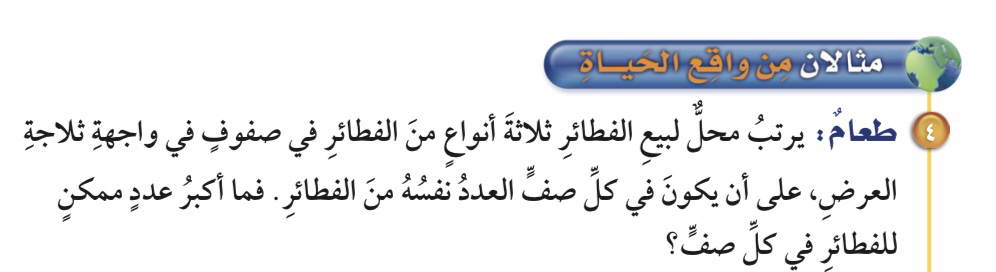 مثالان مِن واقِع الحَيـــاةِ
٤ طعامٌ: يرتبُ محلٌّ لبيعِ الفطائرِ ثلاثةَ أنواعٍ منَ الفطائرِ في صفوفٍ في واجهةِ ثلاجةِ
العرضِ، على أن يكونَ في كلِّ صفٍّ العددُ نفسُهُ منَ الفطائرِ. فما أكبرُ عددٍ ممكنٍ
للفطائرِ في كلِّ صفٍّ؟